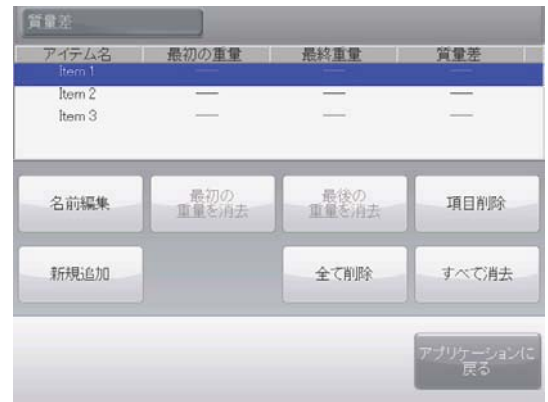 質量差
アイテム名 最初の重量 最終重量 質量差
Item 1 — — —
Item 2 — — —
Item 3 — — —
名前編集
最初の
重量を消去
最後の
重量を消去
項目削除
新規追加
全て削除
すべて消去
アプリケーションに
戻る